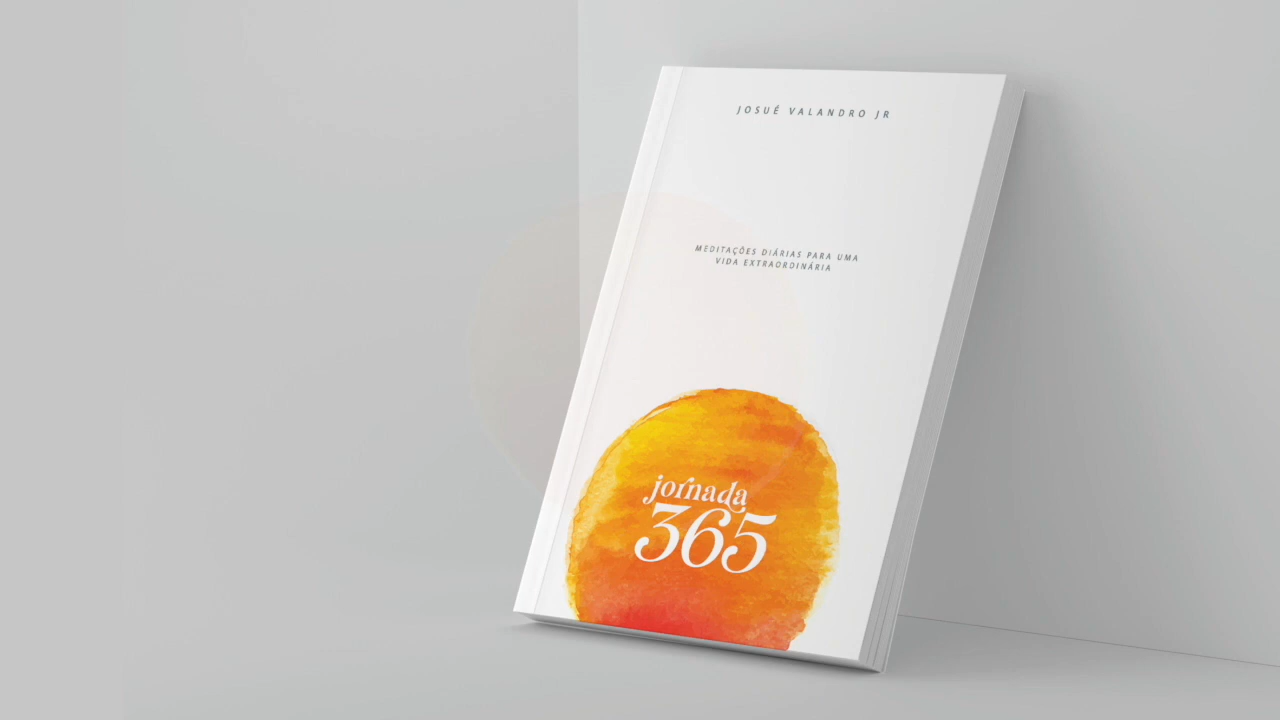 JOSUÉ VALANDRO JR
MEDITAÇÕES DIÁRIAS PARA UMA
VIDA EXTRAORDINÁRIA
jornada
365